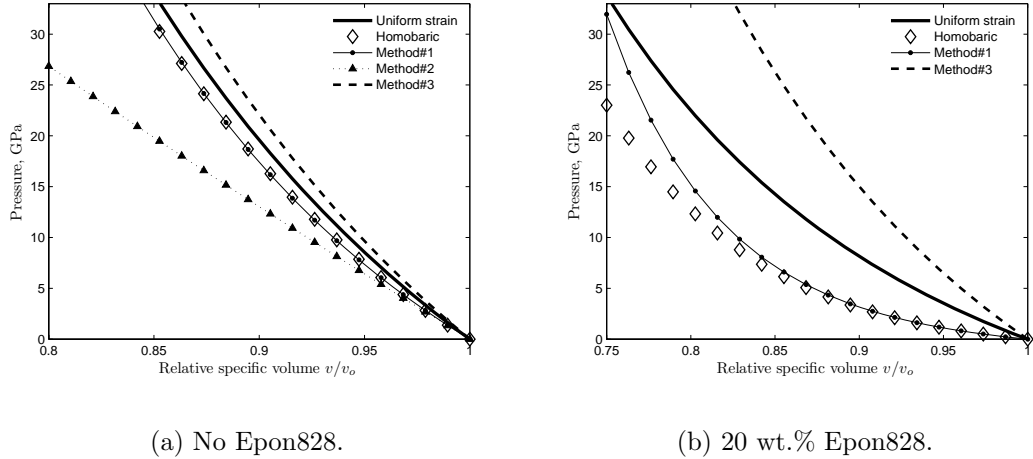 30
25
20
15
10
5
0
Pressure, GPa
0.8
0.85
0.9
0.95
1
Relative specific volume v/vo
Uniform strain
Homobaric
Method#1
Method#2
Method#3
(a) No Epon828.
30
25
20
15
10
5
0
Pressure, GPa
0.75
0.8
0.85
0.9
0.95
1
Relative specific volume v/vo
Uniform strain
Homobaric
Method#1
Method#3
(b) 20 wt.% Epon828.